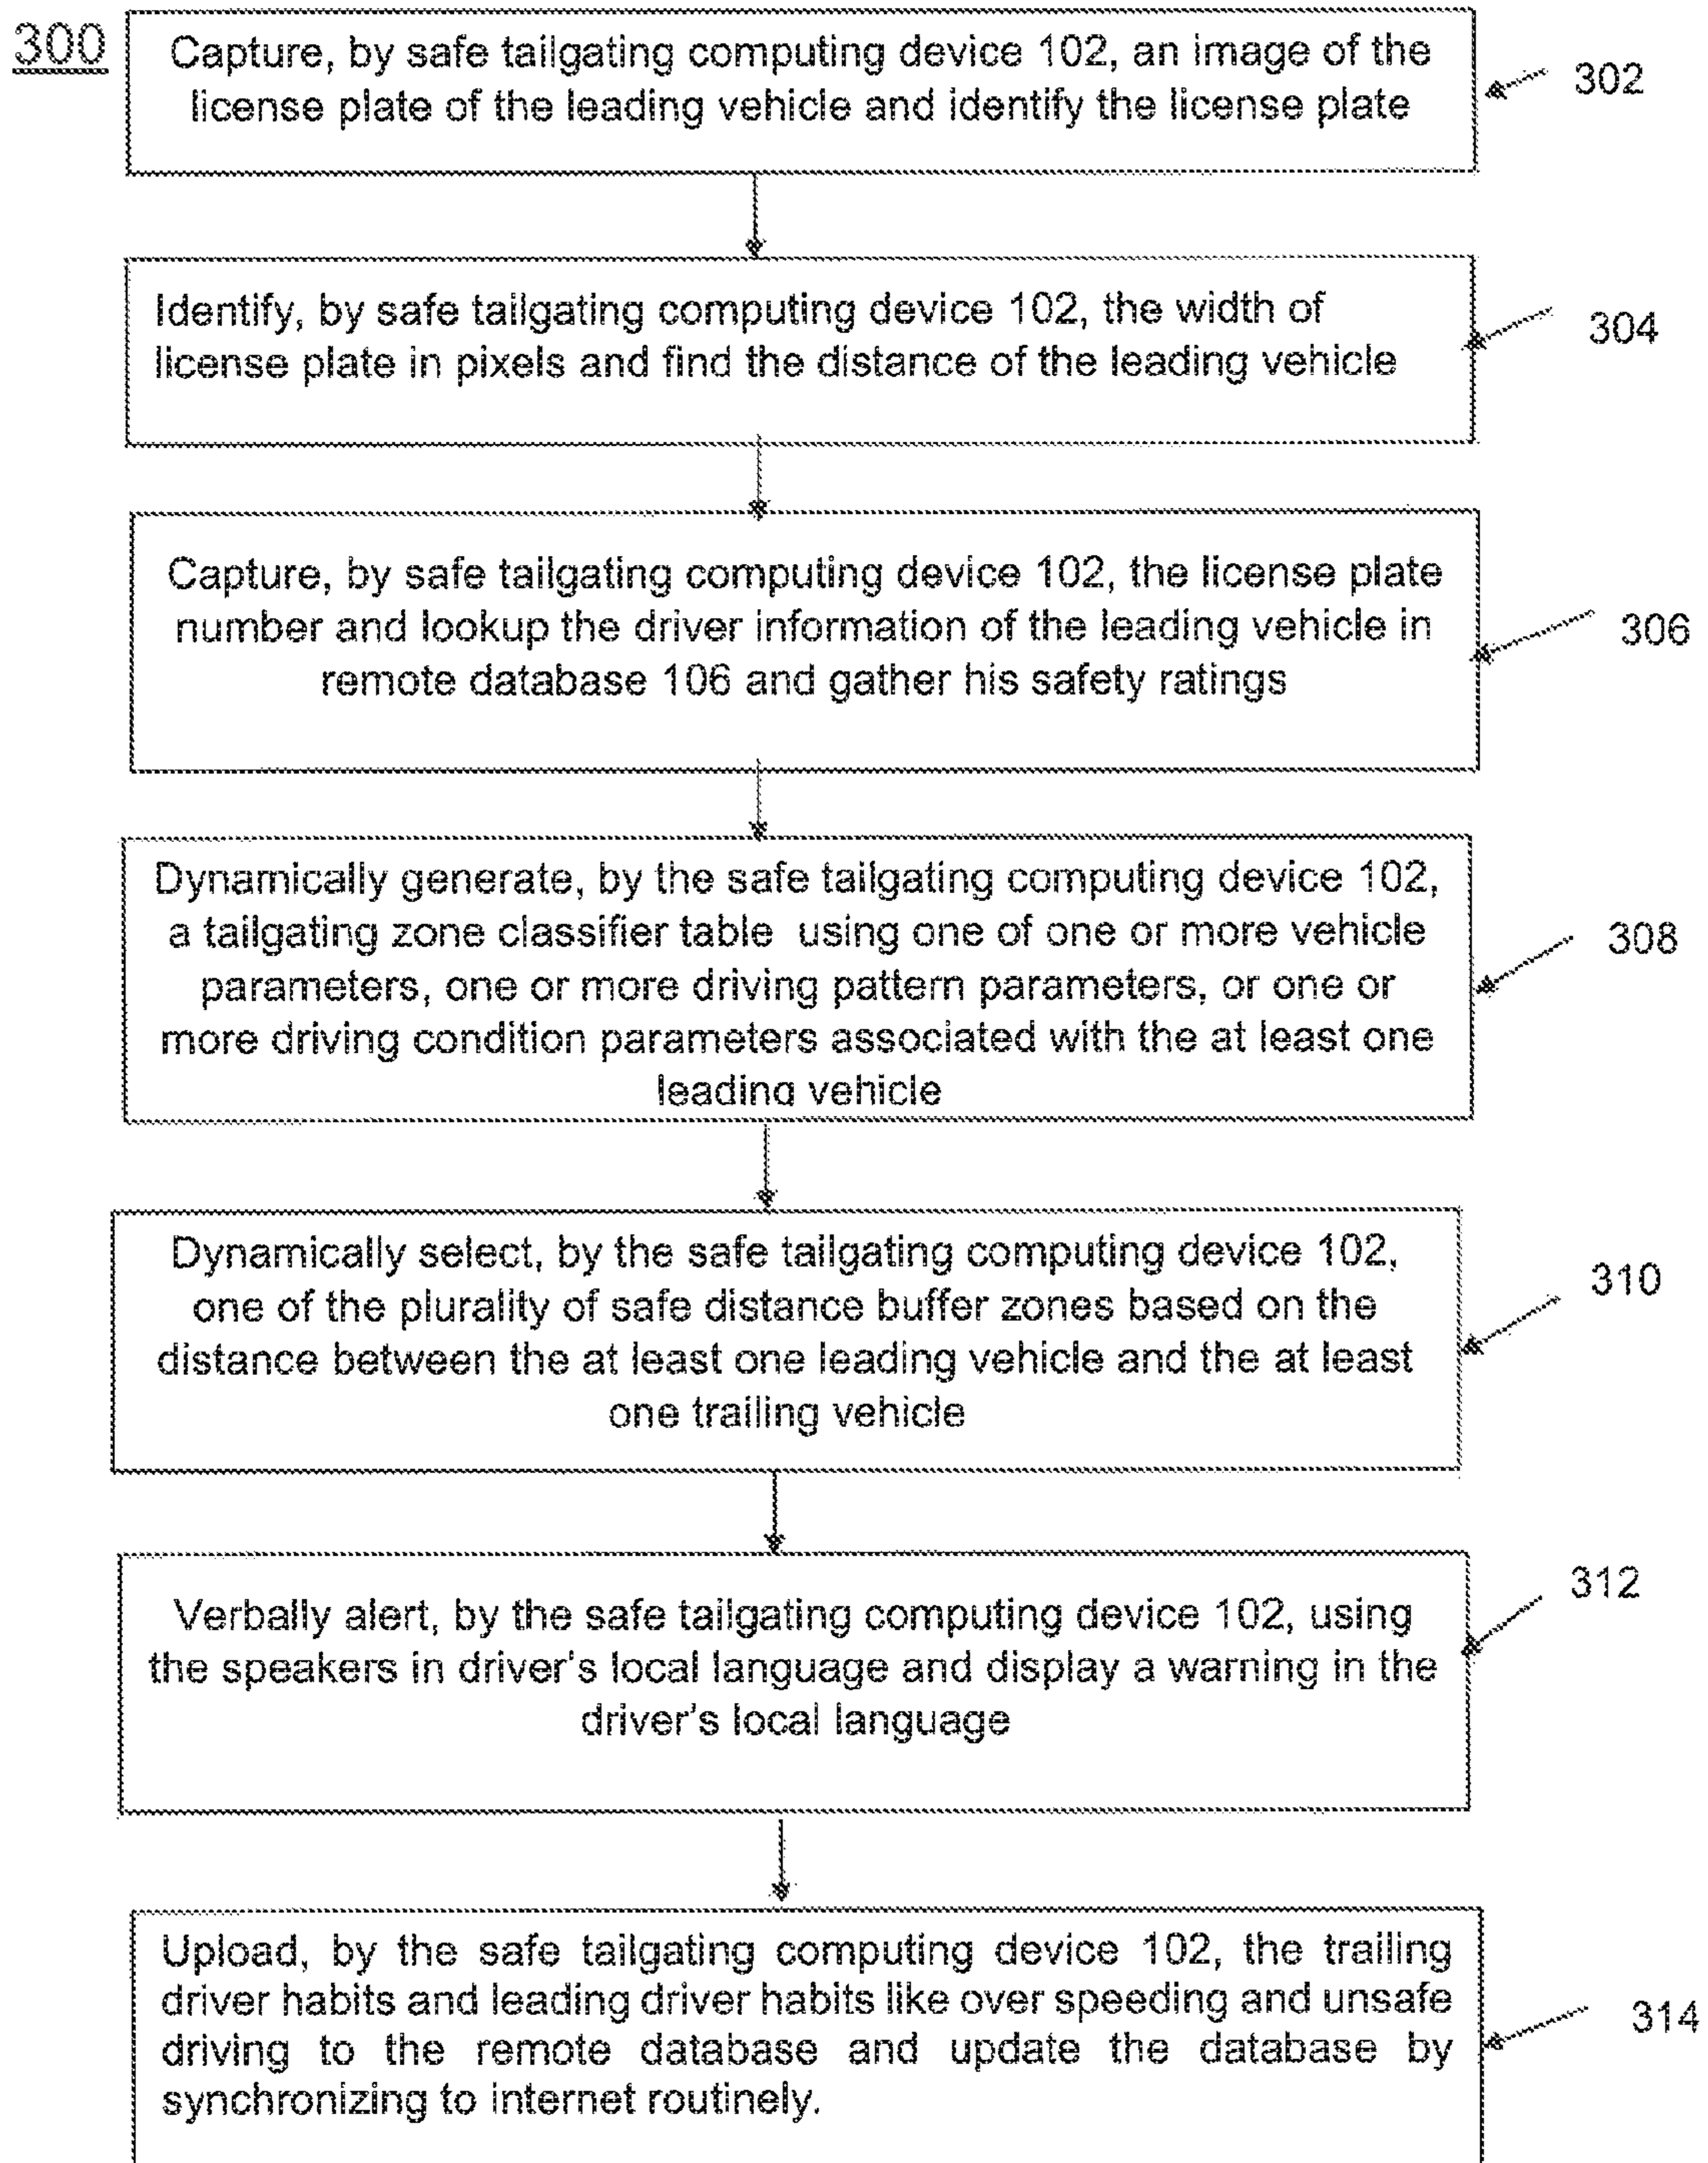 300
Capture, by safe tailgating computing device 102, an image of the
license plate of the leading vehicle and identify the license plate
302
Identify, by safe tailgating computing device 102, the width of
license plate in pixels and find the distance of the leading vehicle
304
Capture, by safe tailgating computing device 102, the license plate
number and lookup the driver information of the leading vehicle in
remote database 106 and gather his safety ratings
306
Dynamically generate, by the safe tailgating computing device 102,
a tailgating zone classifier table using one of one or more vehicle
parameters, one or more driving pattern parameters, or one or
more driving condition parameters associated with the at least one
leading vehicle
308
Dynamically select, by the safe tailgating computing device 102,
one of the plurality of safe distance buffer zones based on the
distance between the at least one leading vehicle and the at least
one trailing vehicle
310
Verbally alert, by the safe tailgating computing device 102, using
the speakers in driver's local language and display a warning in the
driver's local language
312
Upload, by the safe tailgating computing device 102, the trailing
driver habits and leading driver habits like over speeding and unsafe
driving to the remote database and update the database by
synchronizing to internet routinely.
314